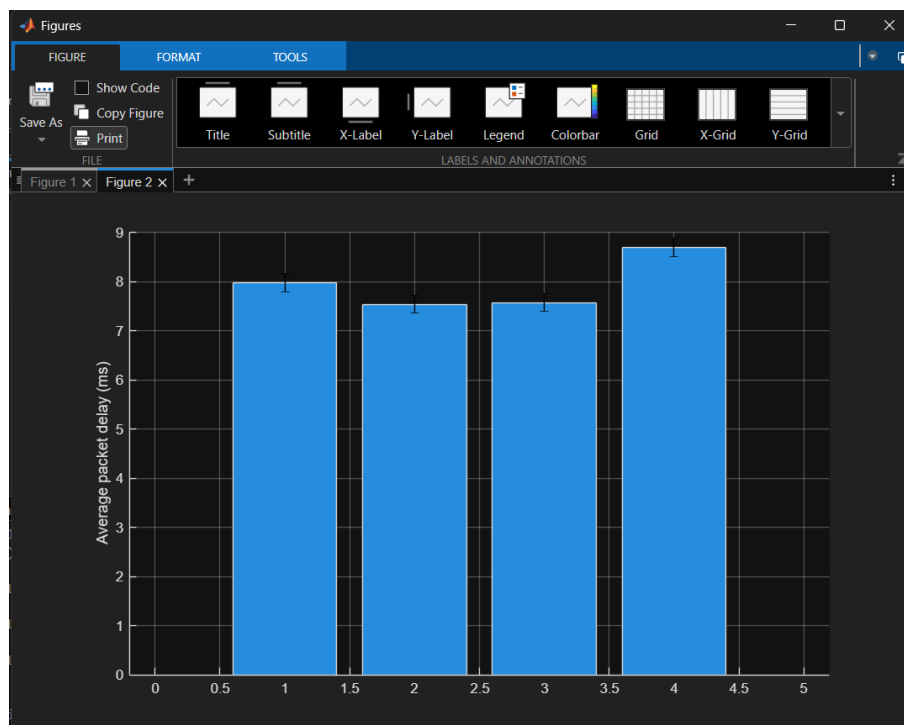 Figures
FIGURE FORMAT TOOLS
Save As
Show Code
Copy Figure
Print
FILE
Title Subtitle X-Label Y-Label Legend Colorbar Grid X-Grid Y-Grid
LABELS AND ANNOTATIONS
Figure 1 Figure 2
Average packet delay (ms)
9
8
7
6
5
4
3
2
1
0
0 0.5 1 1.5 2 2.5 3 3.5 4 4.5 5